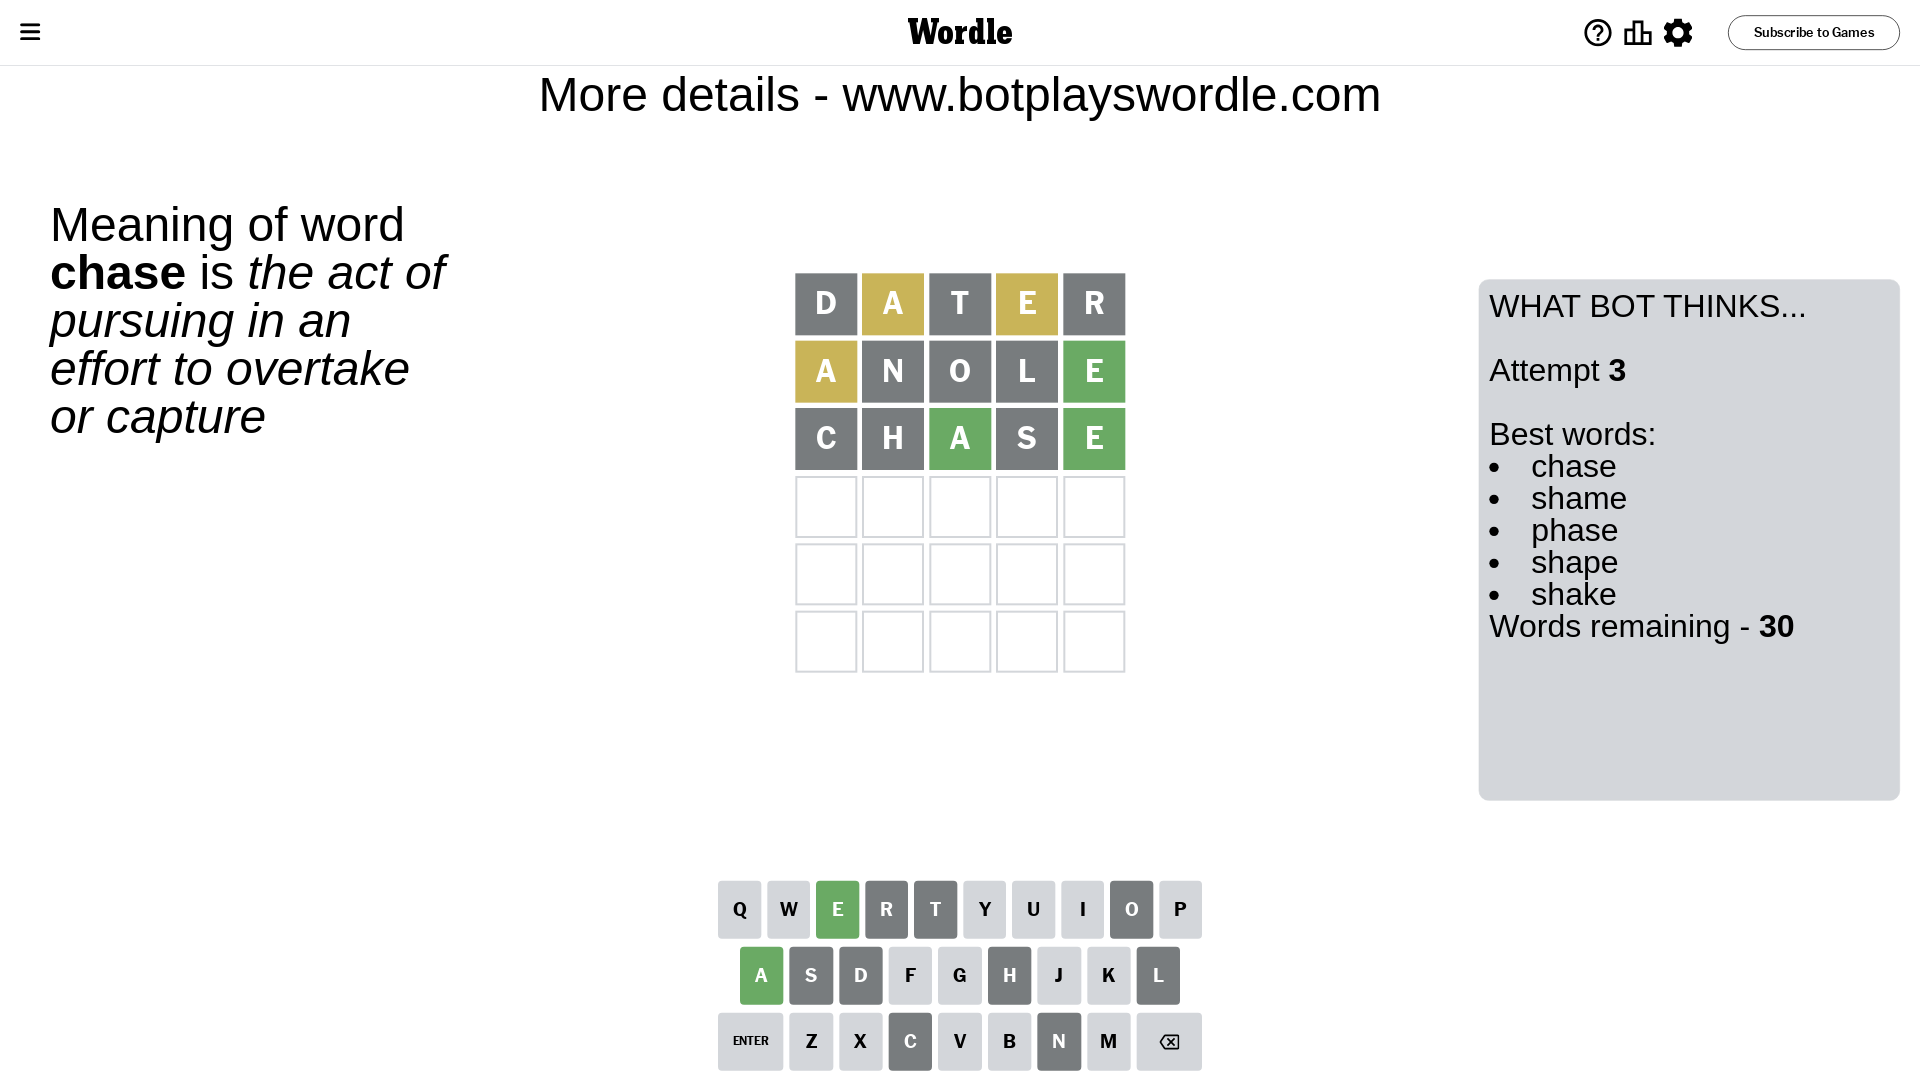 Wordle
Subscribe to Games
More details - www.botplayswordle.com
Meaning of word
chase is the act of
pursuing in an
effort to overtake
or capture
D A T E R
A N O L E
C H A S E
WHAT BOT THINKS...
Attempt 3
Best words:
• chase
• shame
• phase
• shape
• shake
Words remaining - 30
Q W E R T Y U I O P
A S D F G H J K L
ENTER Z X C V B N M